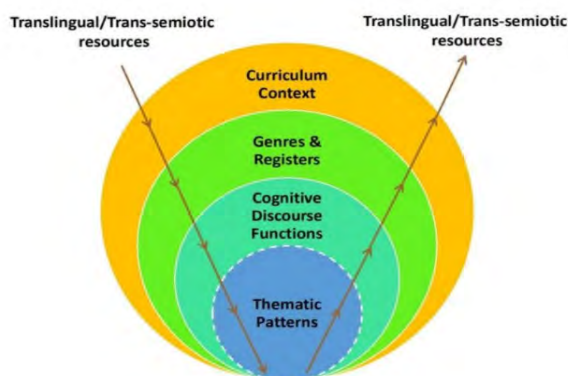 Translingual/Trans-semiotic
resources
Translingual/Trans-semiotic
resources
Curriculum
Context
Genres &
Registers
Cognitive
Discourse
Functions
Thematic
Patterns